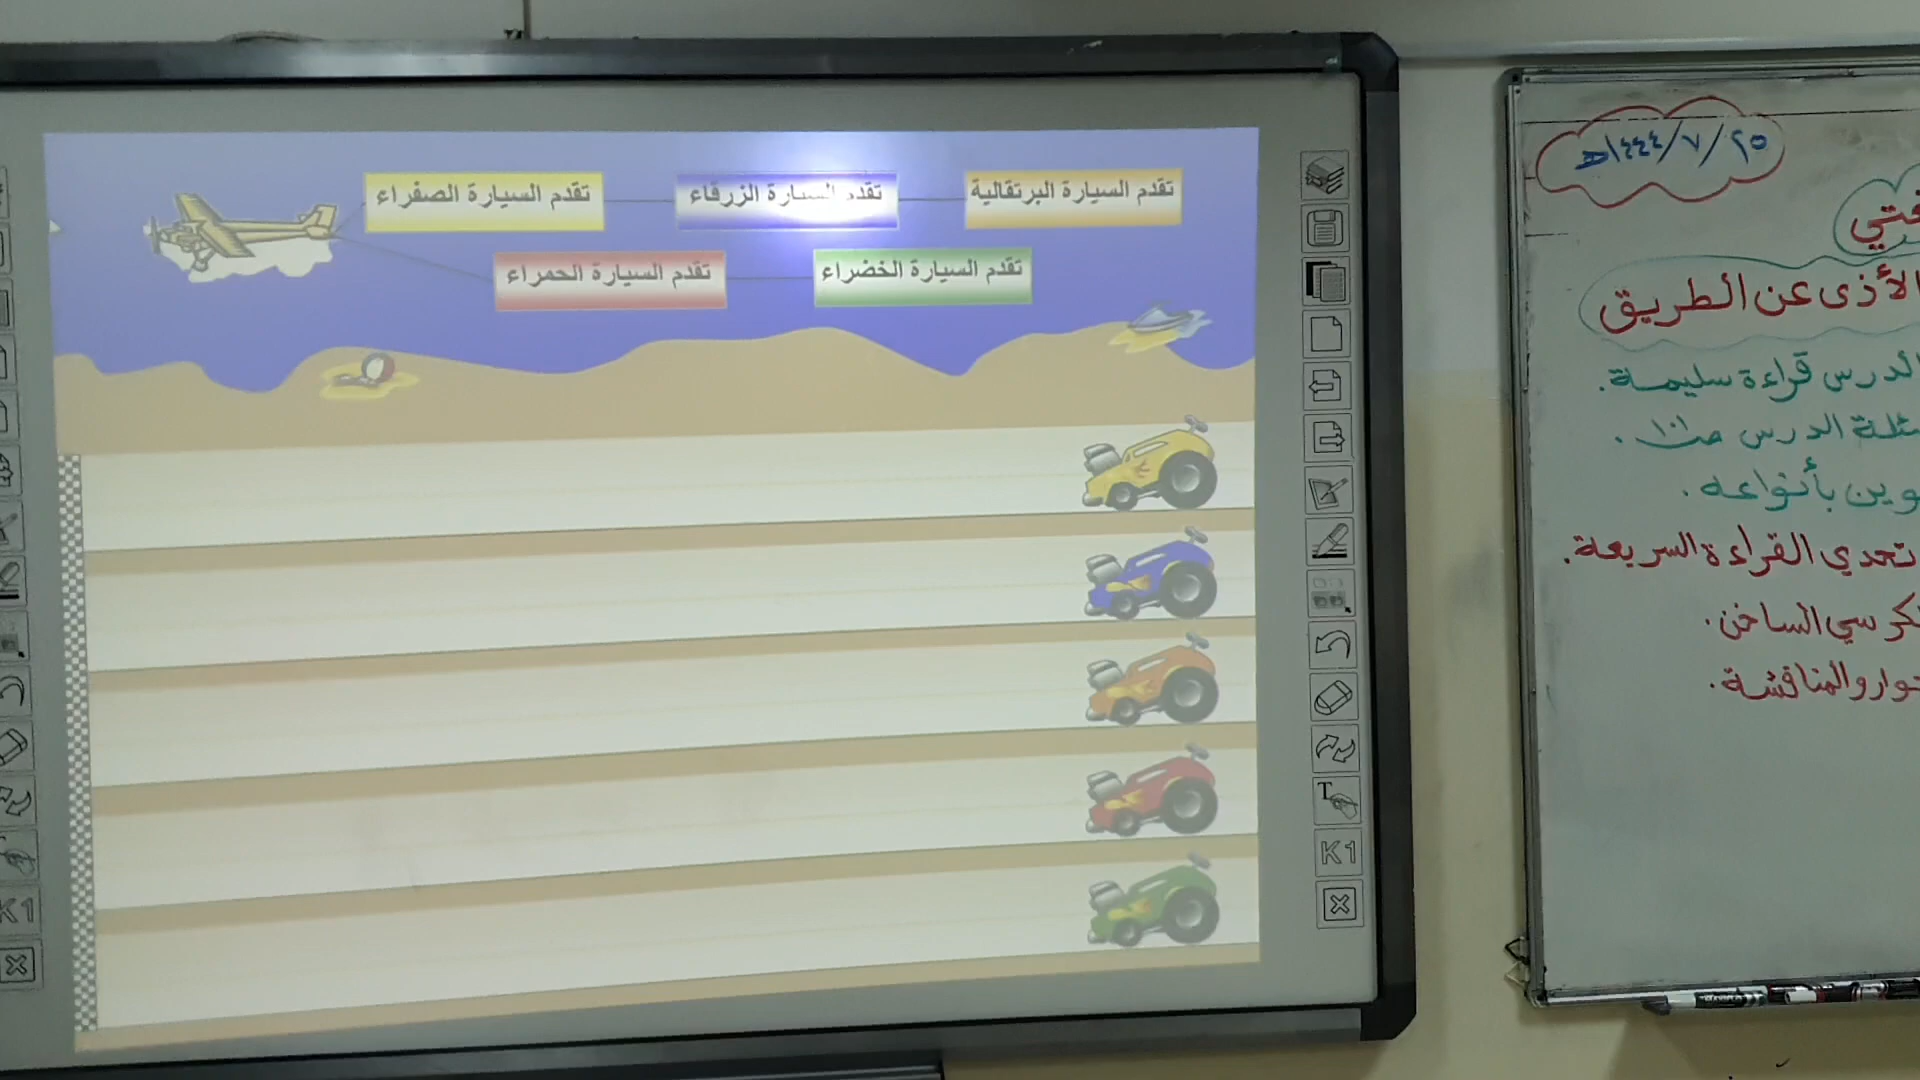 تقدم السيارة الصفراء
تقدم السيارة الزرقاء
تقدم السيارة البرتقالية
تقدم السيارة الحمراء
تقدم السيارة الخضراء
K1
K1
٢٥/٧/١٤٤٤هـ
الأذى عن الطريق
الدرس قراءة سليمة.
الدرس صـ١٠١.
بأنواعه.
تحدي القراءة السريعة.
الساخن.
والمناقشة.